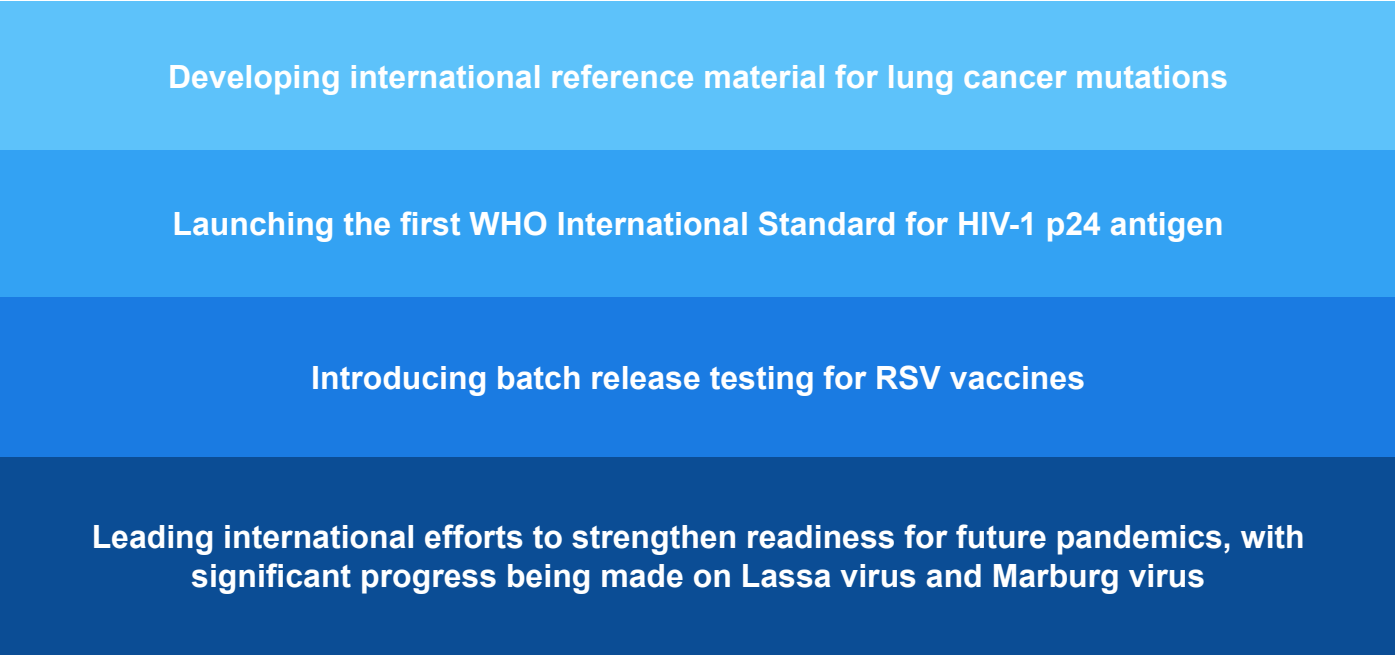 Developing international reference material for lung cancer mutations
Launching the first WHO International Standard for HIV-1 p24 antigen
Introducing batch release testing for RSV vaccines
Leading international efforts to strengthen readiness for future pandemics, with
significant progress being made on Lassa virus and Marburg virus